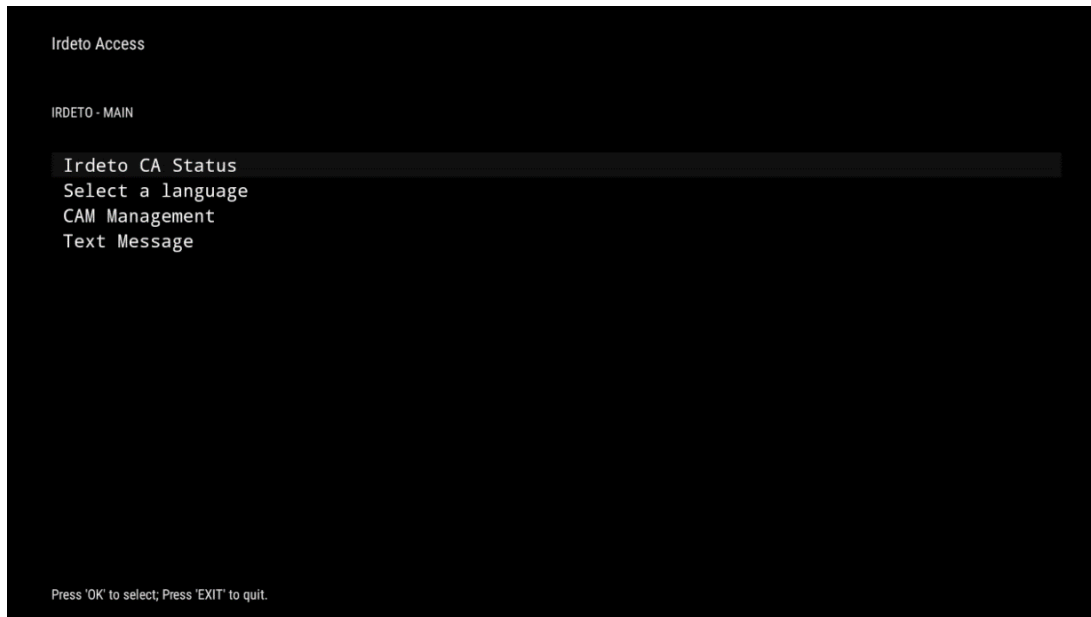 Irdeto Access
IRDETO - MAIN
Irdeto CA Status
Select a language
CAM Management
Text Message
Press 'OK' to select; Press 'EXIT' to quit.